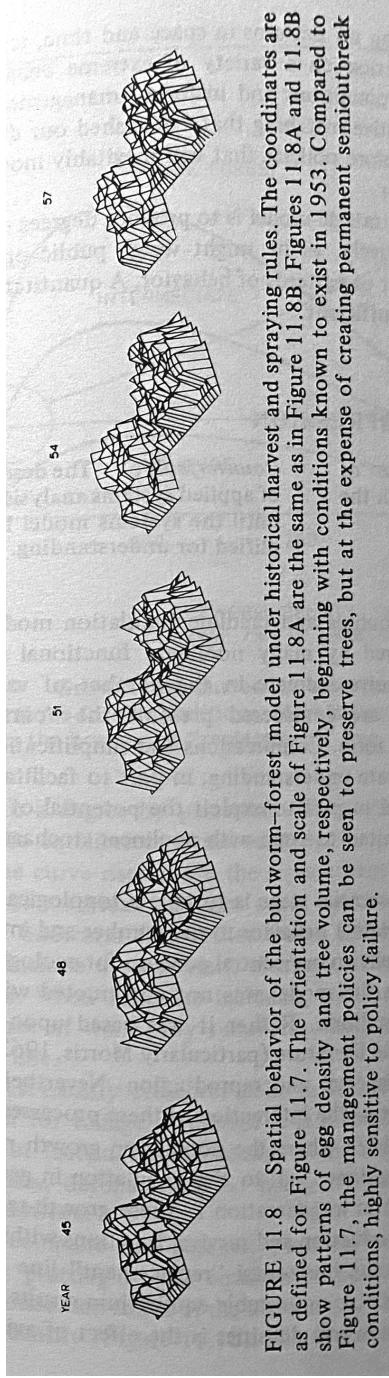 YEAR 45 48 51 54 57
FIGURE 11.8 Spatial behavior of the budworm–forest model under historical harvest and spraying rules. The coordinates are
as defined for Figure 11.7. The orientation and scale of Figure 11.8A are the same as in Figure 11.8B. Figures 11.8A and 11.8B
show patterns of egg density and tree volume, respectively, beginning with conditions known to exist in 1953. Compared to
Figure 11.7, the management policies can be seen to preserve trees, but at the expense of creating permanent semioutbreak
conditions, highly sensitive to policy failure.